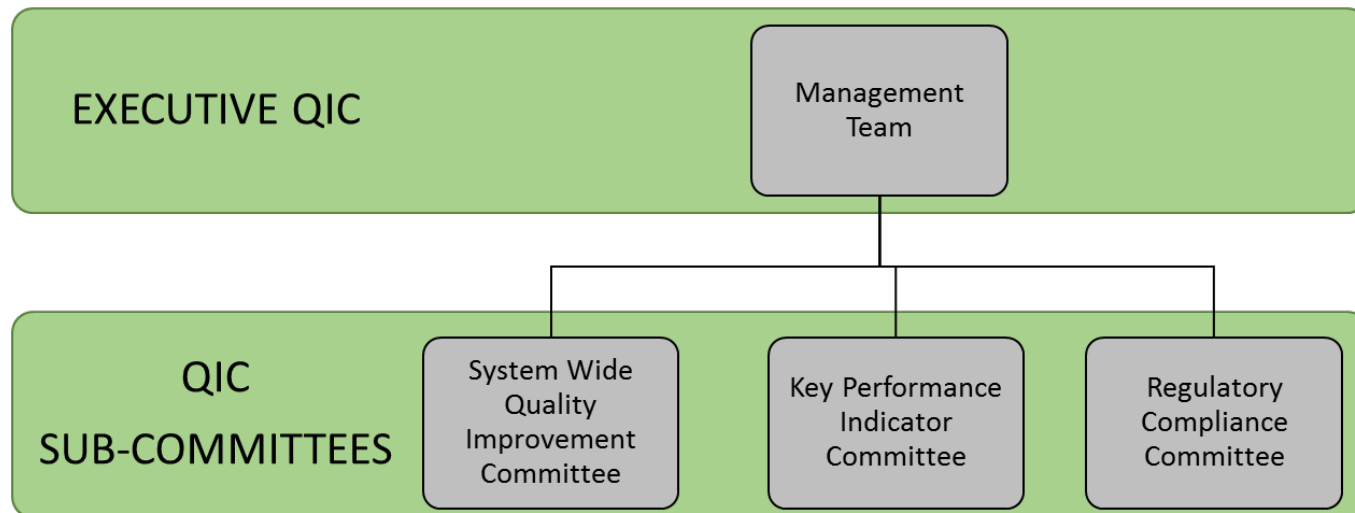 EXECUTIVE QIC
Management
Team
QIC
SUB-COMMITTEES
System Wide
Quality
Improvement
Committee
Key Performance
Indicator
Committee
Regulatory
Compliance
Committee